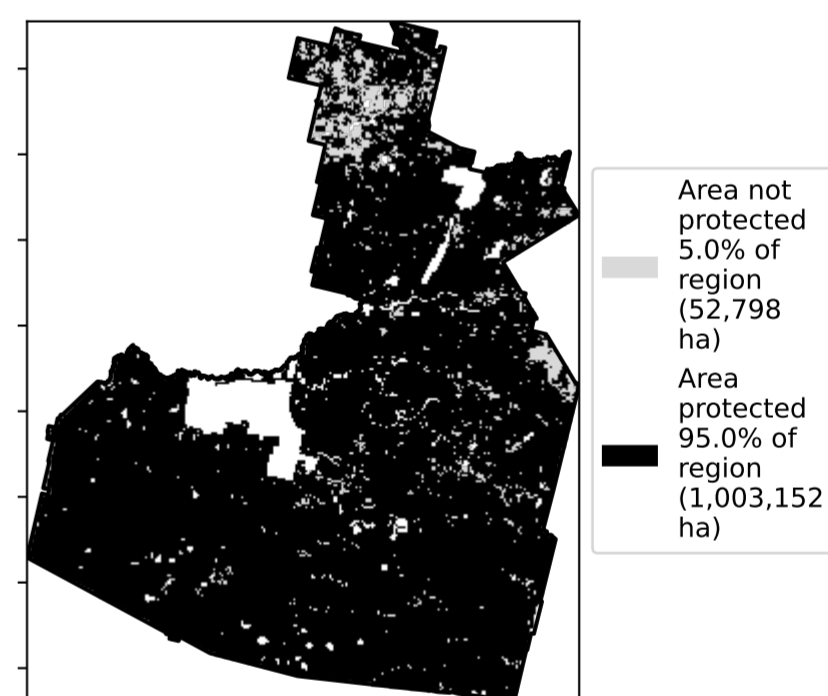 Area not
protected
5.0% of
region
(52,798
ha)
Area
protected
95.0% of
region
(1,003,152
ha)